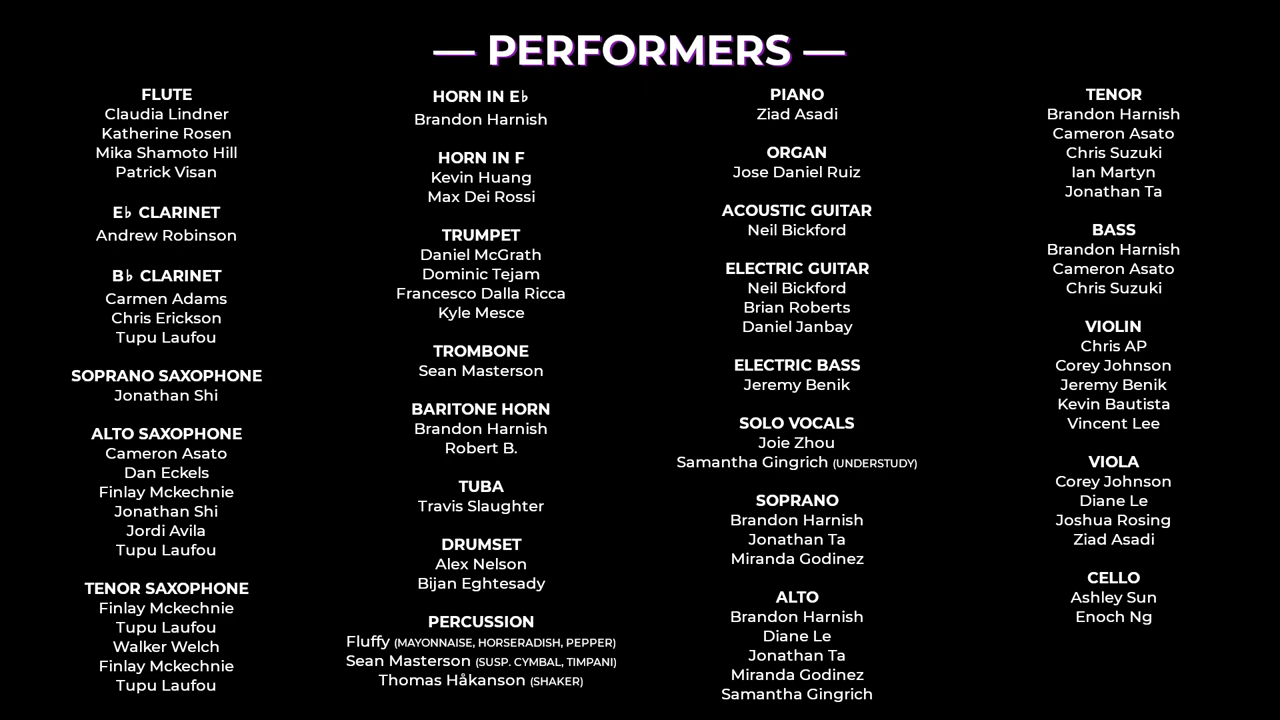 — PERFORMERS —
FLUTE
Claudia Lindner
Katherine Rosen
Mika Shamoto Hill
Patrick Visan
E♭ CLARINET
Andrew Robinson
B♭ CLARINET
Carmen Adams
Chris Erickson
Tupu Laufou
SOPRANO SAXOPHONE
Jonathan Shi
ALTO SAXOPHONE
Cameron Asato
Dan Eckels
Finlay Mckechnie
Jonathan Shi
Jordi Avila
Tupu Laufou
TENOR SAXOPHONE
Finlay Mckechnie
Tupu Laufou
Walker Welch
Finlay Mckechnie
Tupu Laufou
HORN IN E♭
Brandon Harnish
HORN IN F
Kevin Huang
Max Dei Rossi
TRUMPET
Daniel McGrath
Dominic Tejam
Francesco Dalla Ricca
Kyle Mesce
TROMBONE
Sean Masterson
BARITONE HORN
Brandon Harnish
Robert B.
TUBA
Travis Slaughter
DRUMSET
Alex Nelson
Bijan Eghtesady
PERCUSSION
Fluffy (MAYONNAISE, HORSERADISH, PEPPER)
Sean Masterson (SUSP. CYMBAL, TIMPANI)
Thomas Håkanson (SHAKER)
PIANO
Ziad Asadi
ORGAN
Jose Daniel Ruiz
ACOUSTIC GUITAR
Neil Bickford
ELECTRIC GUITAR
Neil Bickford
Brian Roberts
Daniel Janbay
ELECTRIC BASS
Jeremy Benik
SOLO VOCALS
Joie Zhou
Samantha Gingrich (UNDERSTUDY)
SOPRANO
Brandon Harnish
Jonathan Ta
Miranda Godinez
ALTO
Brandon Harnish
Diane Le
Jonathan Ta
Miranda Godinez
Samantha Gingrich
TENOR
Brandon Harnish
Cameron Asato
Chris Suzuki
Ian Martyn
Jonathan Ta
BASS
Brandon Harnish
Cameron Asato
Chris Suzuki
VIOLIN
Chris AP
Corey Johnson
Jeremy Benik
Kevin Bautista
Vincent Lee
VIOLA
Corey Johnson
Diane Le
Joshua Rosing
Ziad Asadi
CELLO
Ashley Sun
Enoch Ng